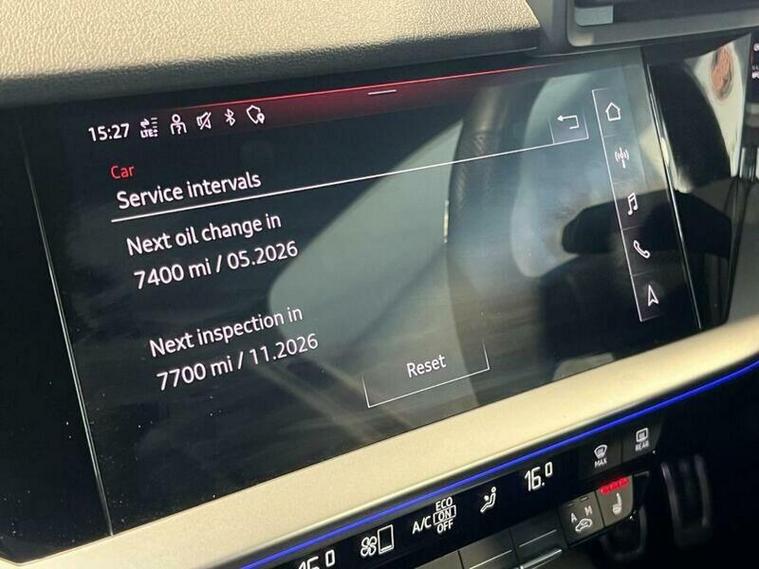 15:27 LTE
Car
Service intervals
Next oil change in
7400 mi / 05.2026
Next inspection in
7700 mi / 11.2026
Reset
MAX
REAR
16.0
ECO
A/C ON
OFF
A M